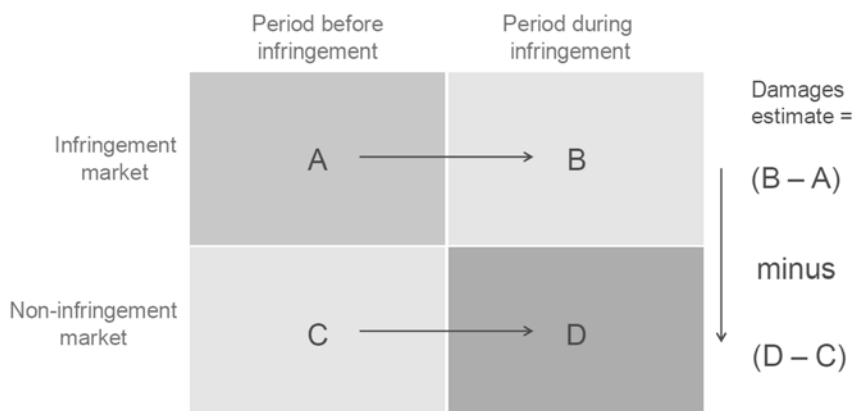 Period before
infringement
Period during
infringement
Damages
estimate =
Infringement
market
A
B
(B – A)
minus
Non-infringement
market
C
D
(D – C)